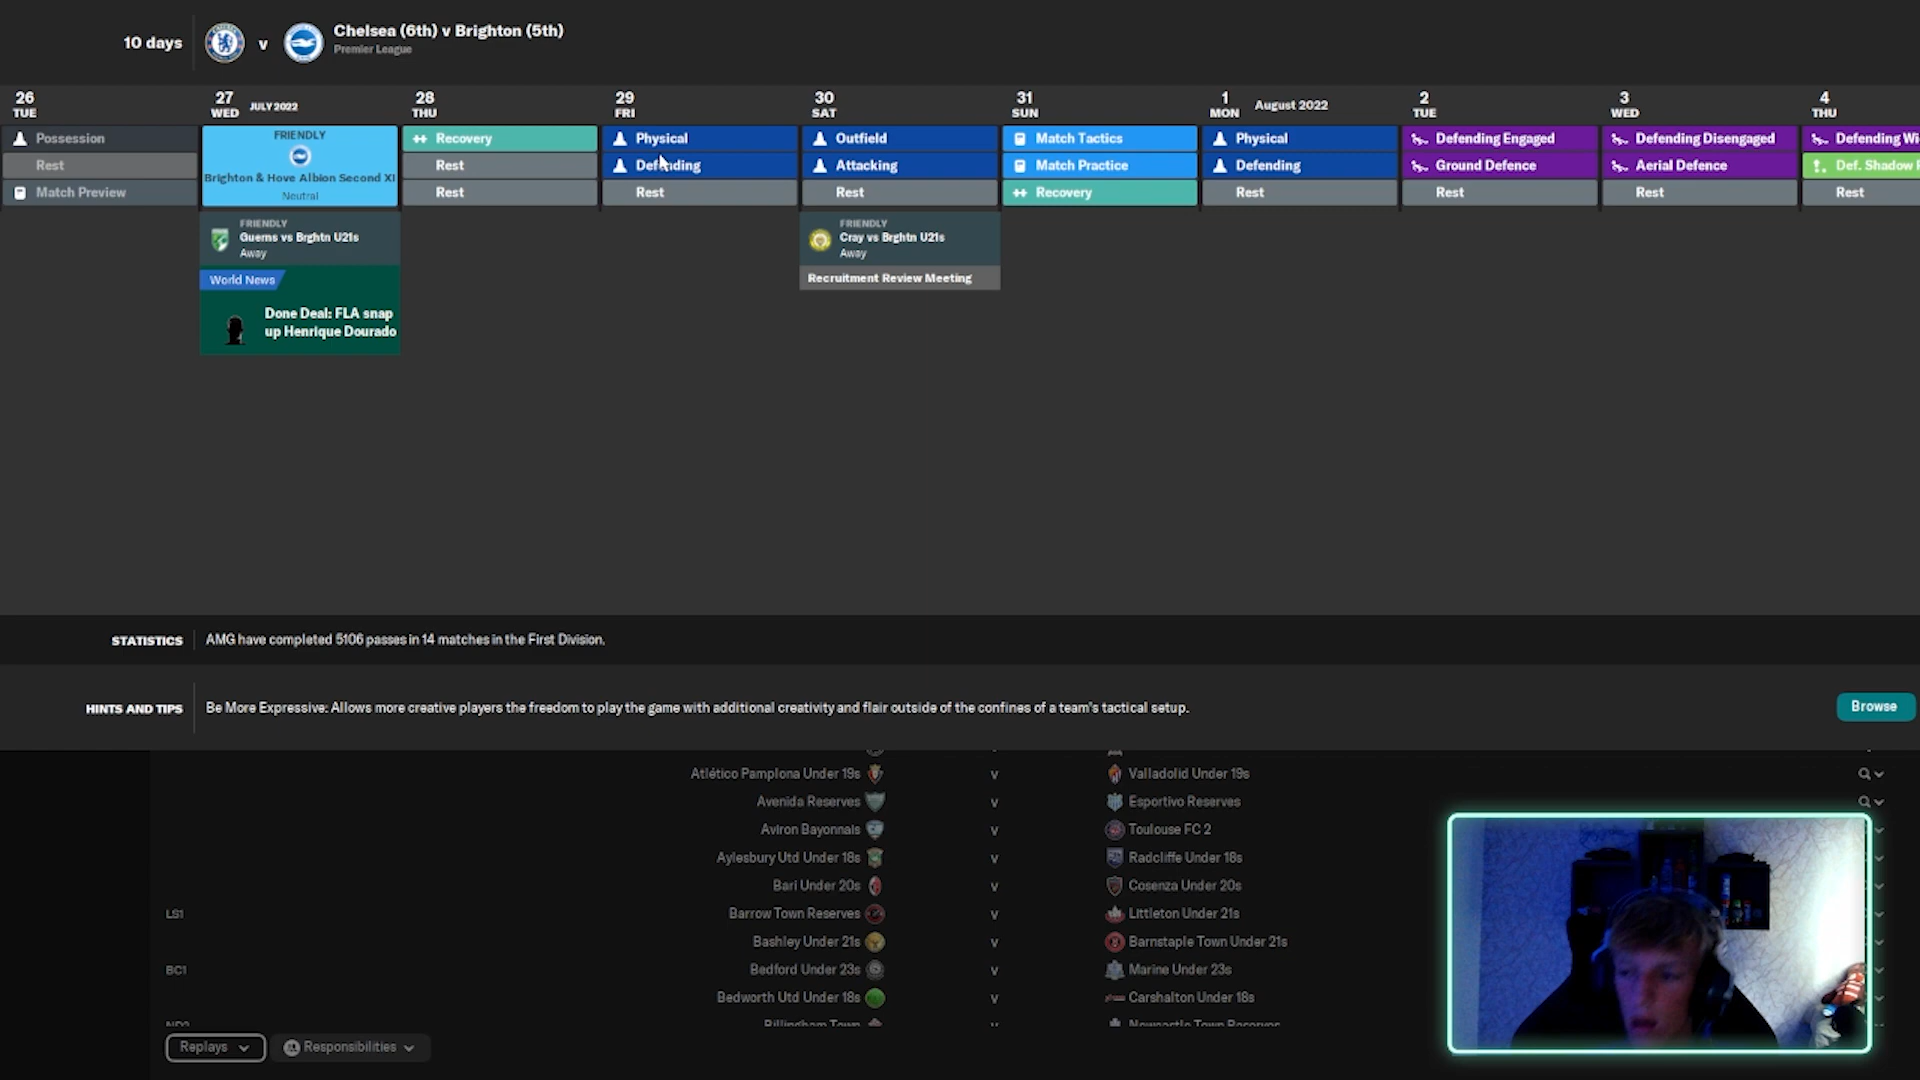 10 days
v
Chelsea (6th) v Brighton (5th)
Premier League
26
TUE
27
WED
JULY 2022
28
THU
29
FRI
30
SAT
31
SUN
1
MON
August 2022
2
TUE
3
WED
4
THU
Possession
Rest
Match Preview
FRIENDLY
Brighton & Hove Albion Second XI
Neutral
Recovery
Rest
Rest
Physical
Defending
Rest
Outfield
Attacking
Rest
Match Tactics
Match Practice
Recovery
Physical
Defending
Rest
Defending Engaged
Ground Defence
Rest
Defending Disengaged
Aerial Defence
Rest
Defending Wi
Def. Shadow
Rest
FRIENDLY
Guerns vs Brghtn U21s
Away
World News
Done Deal: FLA snap
up Henrique Dourado
FRIENDLY
Cray vs Brghtn U21s
Away
Recruitment Review Meeting
STATISTICS
AMG have completed 5106 passes in 14 matches in the First Division.
HINTS AND TIPS
Be More Expressive: Allows more creative players the freedom to play the game with additional creativity and flair outside of the confines of a team's tactical setup.
Browse
Atlético Pamplona Under 19s v Valladolid Under 19s
Avenida Reserves v Esportivo Reserves
Aviron Bayonnais v Toulouse FC 2
Aylesbury Utd Under 18s v Radcliffe Under 18s
Bari Under 20s v Cosenza Under 20s
LS1 Barrow Town Reserves v Littleton Under 21s
Bashley Under 21s v Barnstaple Town Under 21s
BC1 Bedford Under 23s v Marine Under 23s
Bedworth Utd Under 18s v Carshalton Under 18s
Billingham Town v Newcastle Town Reserves
Replays
Responsibilities